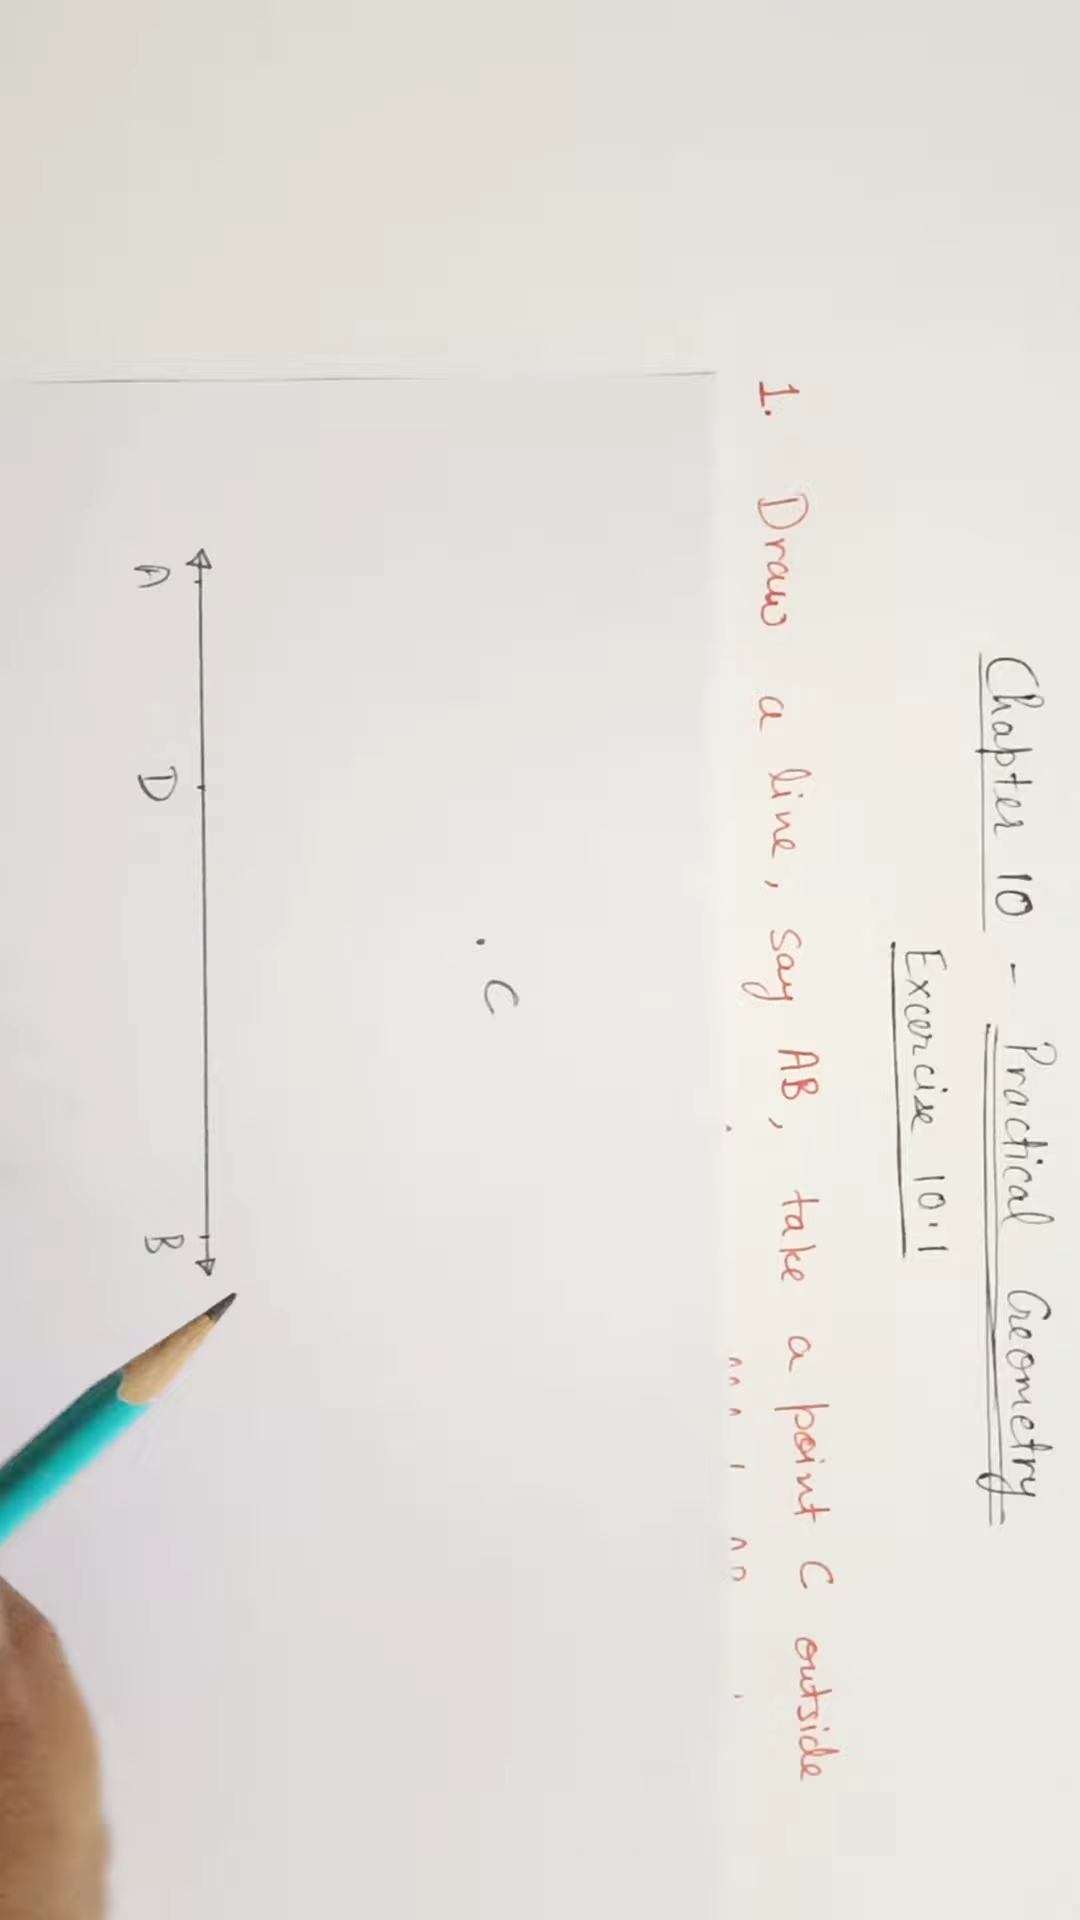 Chapter 10 - Practical Geometry
Excercise 10.1
1. Draw a line, say AB, take a point C outside
C
A D B